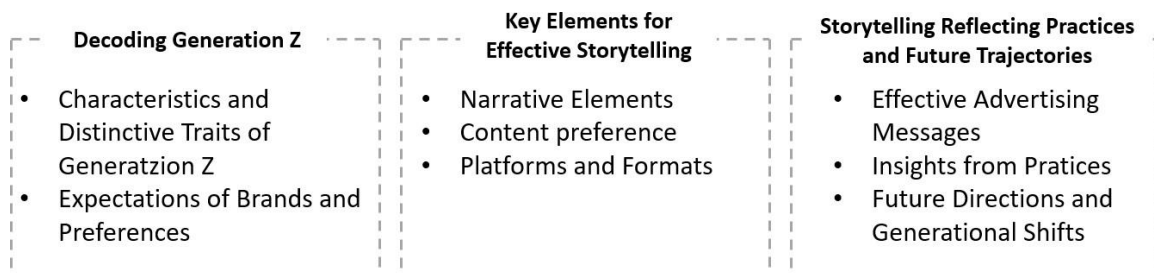 Decoding Generation Z
• Characteristics and
Distinctive Traits of
Generatzion Z
• Expectations of Brands and
Preferences
Key Elements for
Effective Storytelling
• Narrative Elements
• Content preference
• Platforms and Formats
Storytelling Reflecting Practices
and Future Trajectories
• Effective Advertising
Messages
• Insights from Pratices
• Future Directions and
Generational Shifts